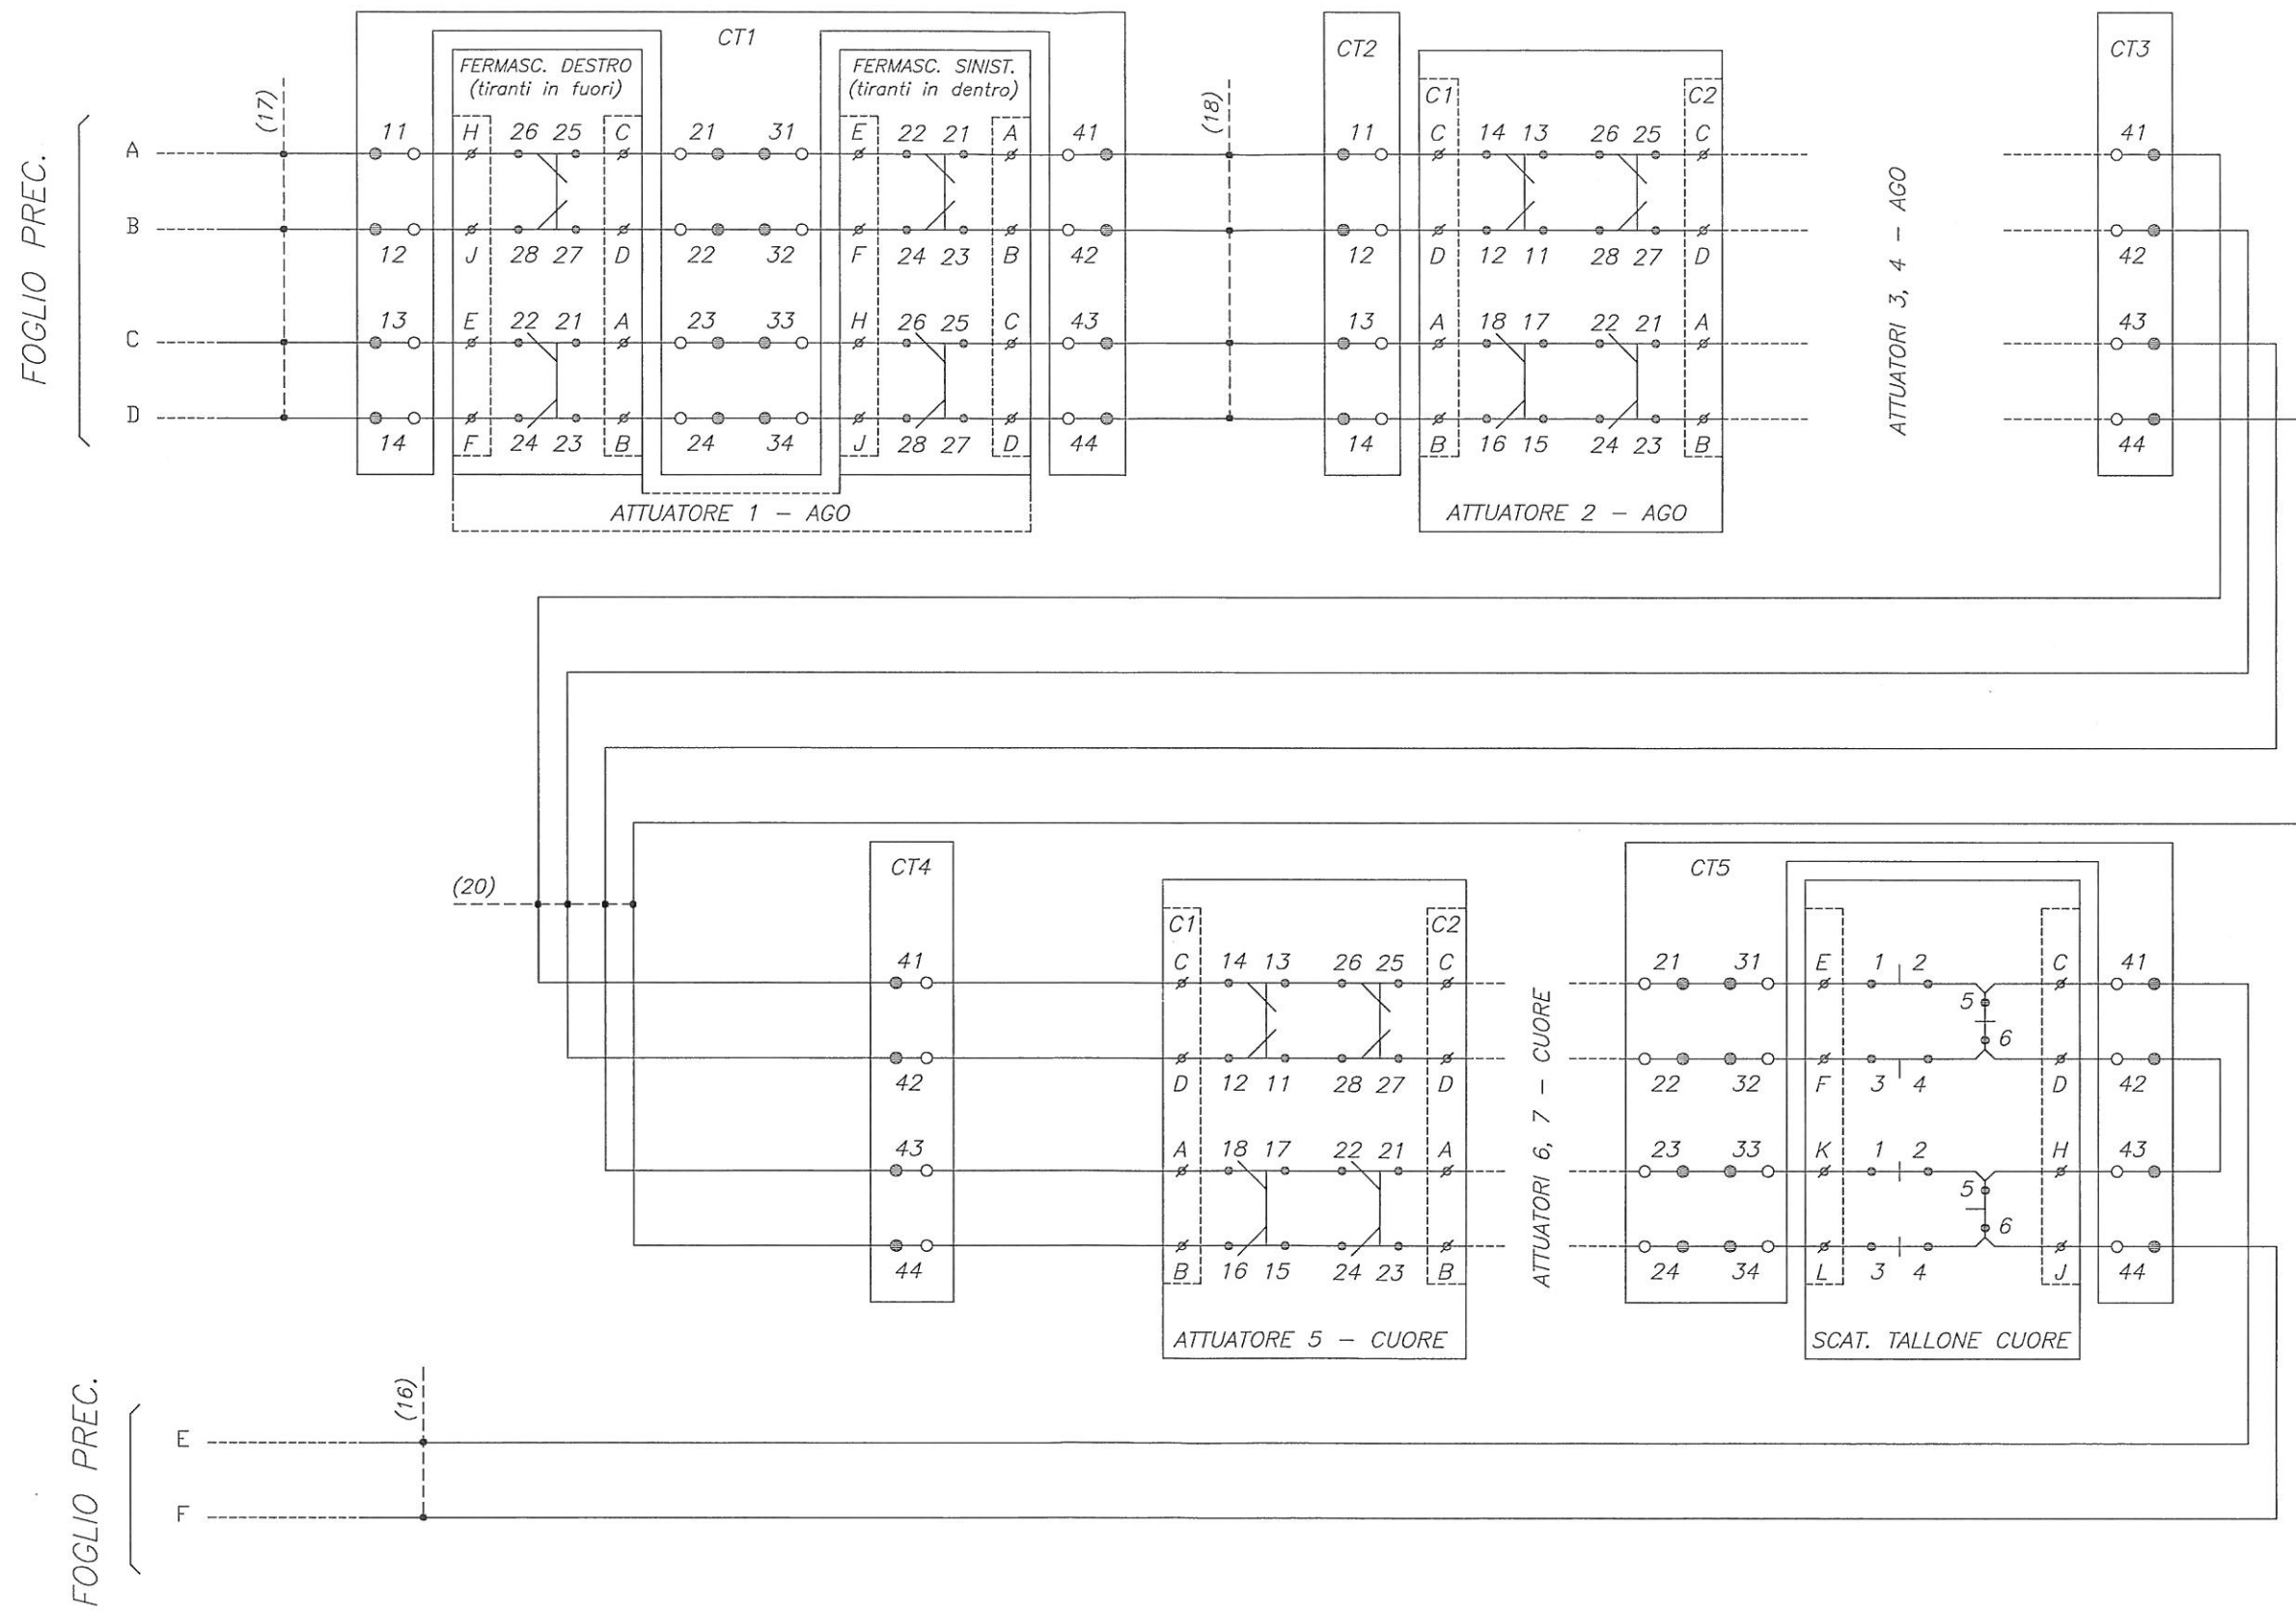 CT1
CT2
CT3
FERMASC. DESTRO
(tiranti in fuori)
FERMASC. SINIST.
(tiranti in dentro)
C1
C2
FOGLIO PREC.
(17)
(18)
A
11
H
26 25
C
21
31
E
22 21
A
41
11
C
14 13
26 25
C
41
B
12
J
28 27
D
22
32
F
24 23
B
42
12
D
12 11
28 27
D
42
C
13
E
22 21
A
23
33
H
26 25
C
43
13
A
18 17
22 21
A
43
D
14
F
24 23
B
24
34
J
28 27
D
44
14
B
16 15
24 23
B
44
ATTUATORI 3, 4 - AGO
ATTUATORE 1 - AGO
ATTUATORE 2 - AGO
CT4
CT5
(20)
C1
C2
41
C
14 13
26 25
C
21
31
E
1 2
C
41
5
6
42
D
12 11
28 27
D
22
32
F
3 4
D
42
43
A
18 17
22 21
A
23
33
K
1 2
H
43
5
6
44
B
16 15
24 23
B
24
34
L
3 4
J
44
ATTUATORI 6, 7 - CUORE
ATTUATORE 5 - CUORE
SCAT. TALLONE CUORE
FOGLIO PREC.
(16)
E
F